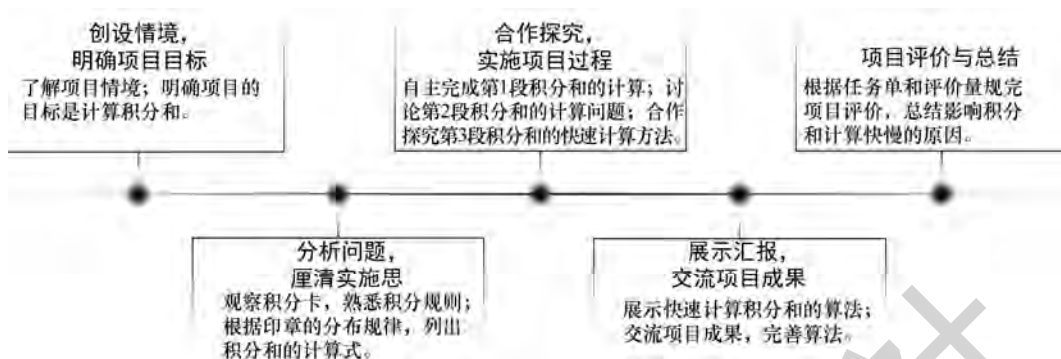 创设情境，
明确项目目标
了解项目情境；明确项目的
目标是计算积分和。
分析问题，
厘清实施思
观察积分卡，熟悉积分规则；
根据印章的分布规律，列出
积分和的计算式。
合作探究，
实施项目过程
自主完成第1段积分和的计算；讨
论第2段积分和的计算问题；合作
探究第3段积分和的快速计算方法。
展示汇报，
交流项目成果
展示快速计算积分和的算法；
交流项目成果，完善算法。
项目评价与总结
根据任务单和评价量规完
项目评价，总结影响积分
和计算快慢的原因。